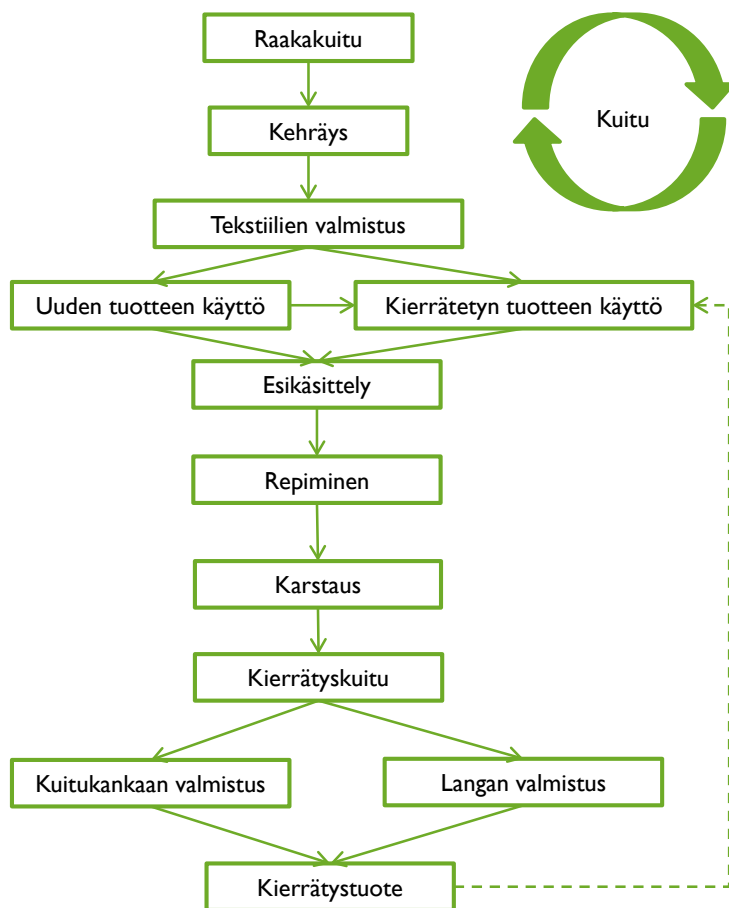 Raakakuitu
Kuitu
Kehräys
Tekstiilien valmistus
Uuden tuotteen käyttö
Kierrätetyn tuotteen käyttö
Esikäsittely
Repiminen
Karstaus
Kierrätyskuitu
Kuitukankaan valmistus
Langan valmistus
Kierrätystuote